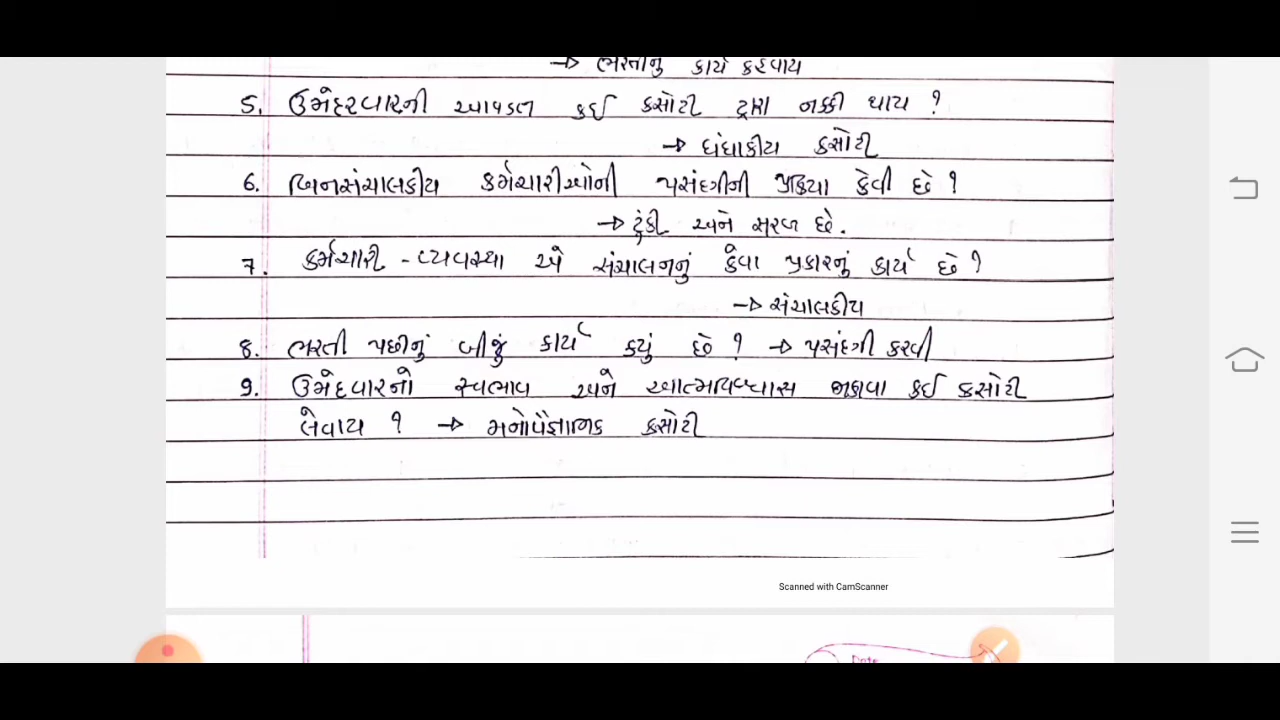 → ભરતીનું કાર્ય કહેવાય
5. ઉમેદવારની આવડત કઈ કસોટી દ્વારા નક્કી થાય ?
→ ધંધાકીય કસોટી
6. બિનસંચાલકીય કર્મચારીઓની પસંદગીની પ્રક્રિયા કેવી છે ?
→ ટુંકી અને સરળ છે.
7. કર્મચારી - વ્યવસ્થા એ સંચાલનનું કેવા પ્રકારનું કાર્ય છે ?
→ સંચાલકીય
8. ભરતી પછીનું બીજું કાર્ય કયું છે ? → પસંદગી કરવી
9. ઉમેદવારનો સ્વભાવ અને આત્મવિશ્વાસ જાણવા કઈ કસોટી
લેવાય ? → કસોટી
Scanned with CamScanner
Date